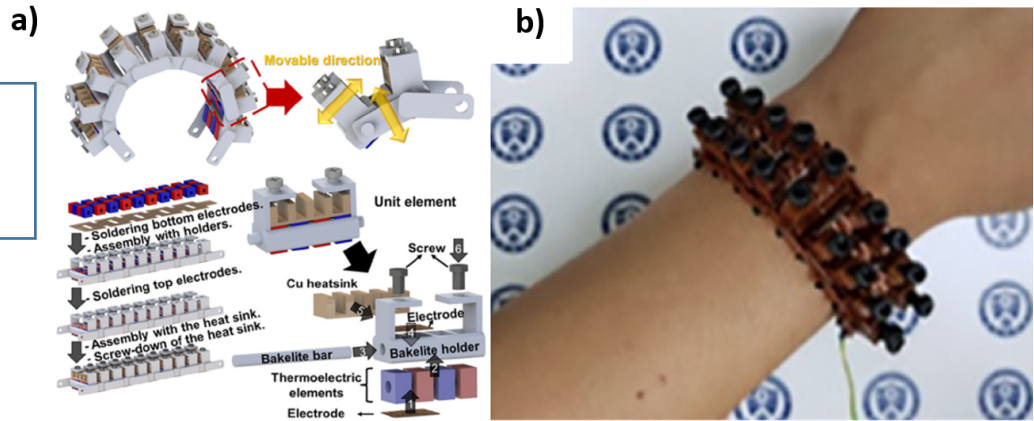 a)
Movable direction
- Soldering bottom electrodes.
- Assembly with holders.
- Soldering top electrodes.
- Assembly with the heat sink.
- Screw-down of the heat sink.
Unit element
Screw
6
Cu heatsink
5
Electrode
4
Bakelite bar
3
Bakelite holder
2
Thermoelectric
elements
1
Electrode
b)